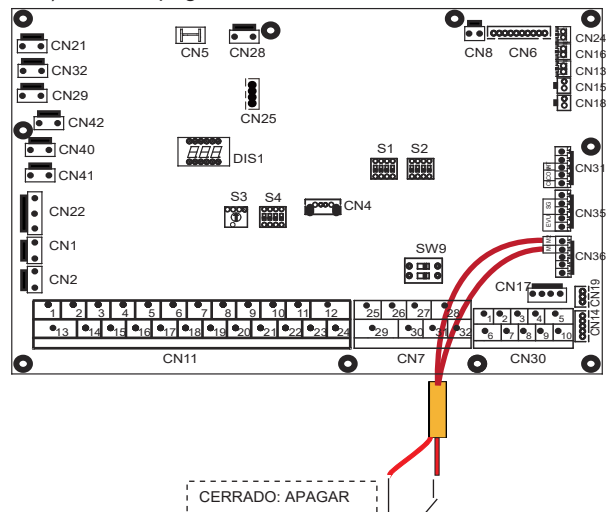 CN21
CN5
CN28
CN8
CN6
CN24
CN16
CN32
CN13
CN29
CN15
CN18
CN25
CN42
CN40
DIS1
S1
S2
CN41
CN31
CN22
S3
S4
CN4
SG
EVU
CN35
CN1
SW9
M1 M2
CN36
CN2
CN17
CN19
1 2 3 4 5 6 7 8 9 10 11 12
25 26 27 28
1 2 3 4 5
CN14
13 14 15 16 17 18 19 20 21 22 23 24
29 30 31 32
6 7 8 9 10
CN11
CN7
CN30
CERRADO: APAGAR